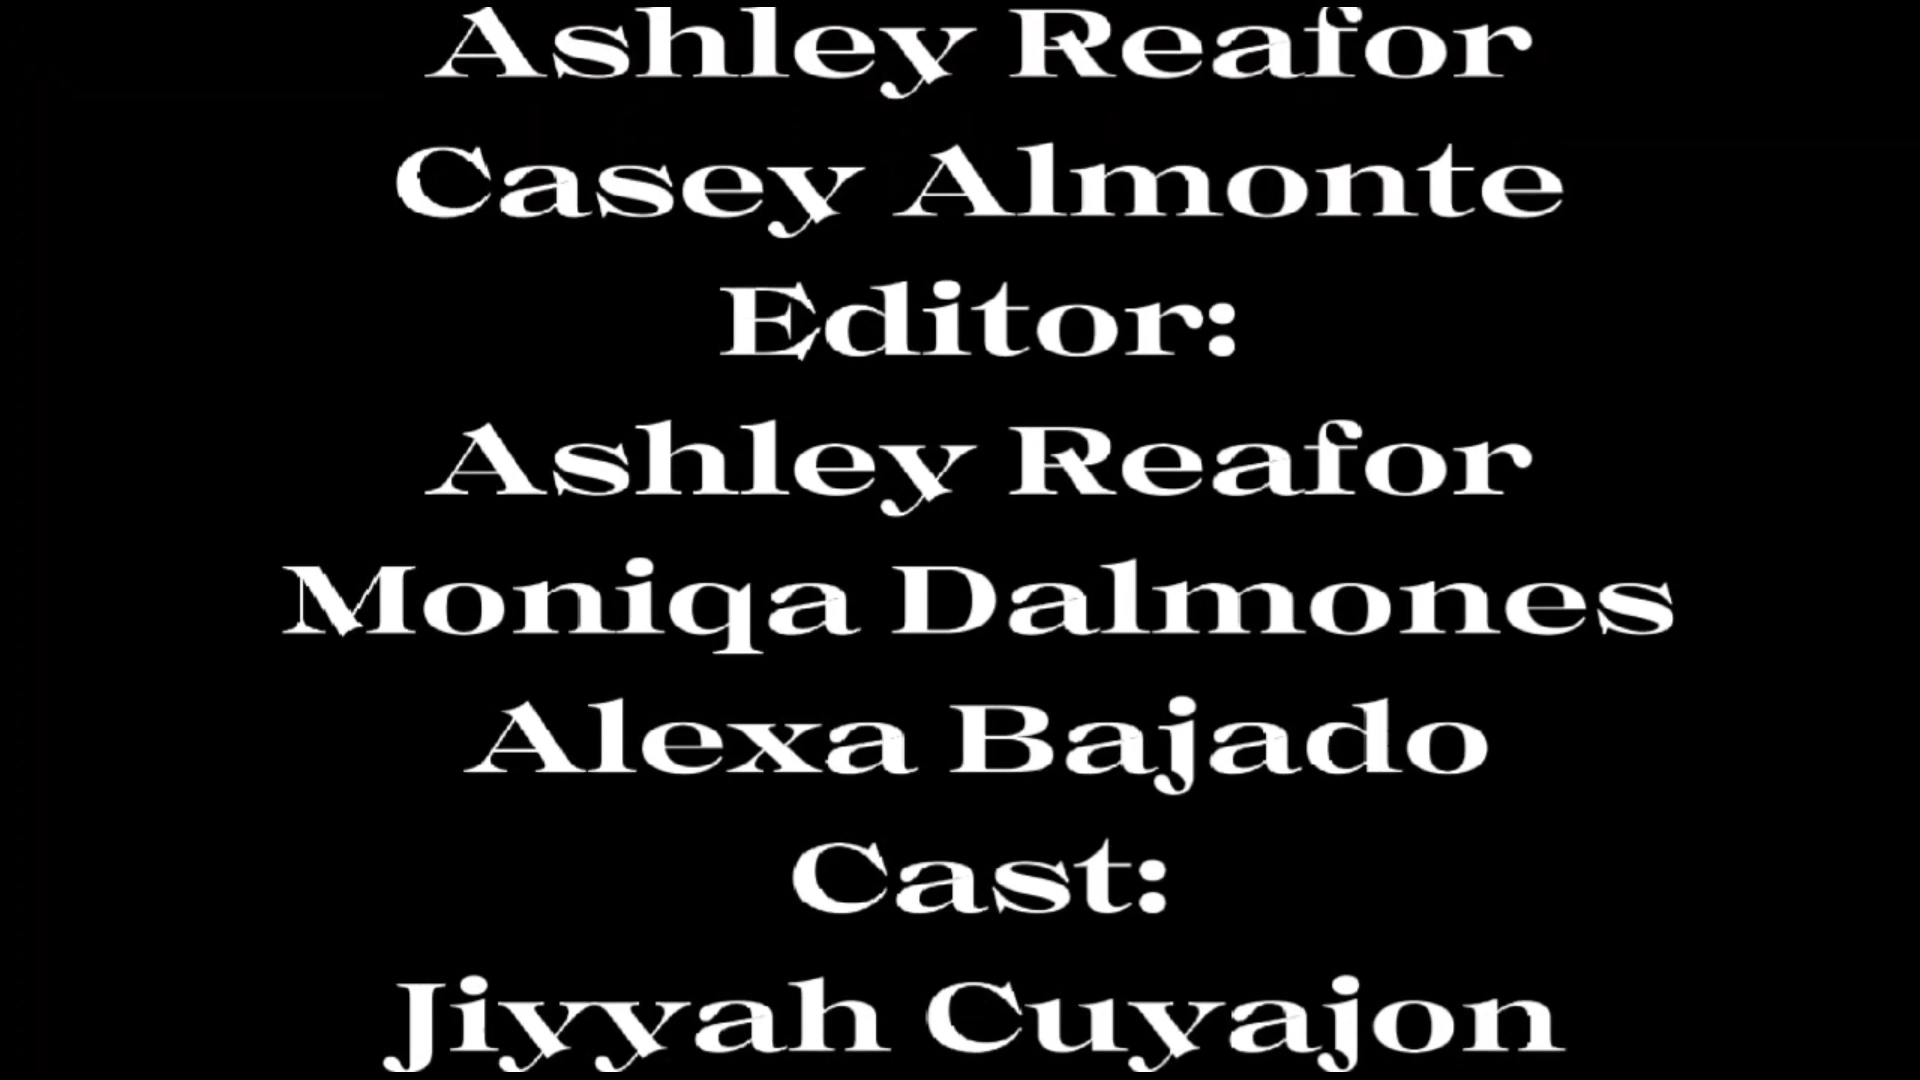 Ashley Reafor
Casey Almonte
Editor:
Ashley Reafor
Moniqa Dalmones
Alexa Bajado
Cast:
Jiyyah Cuyajon